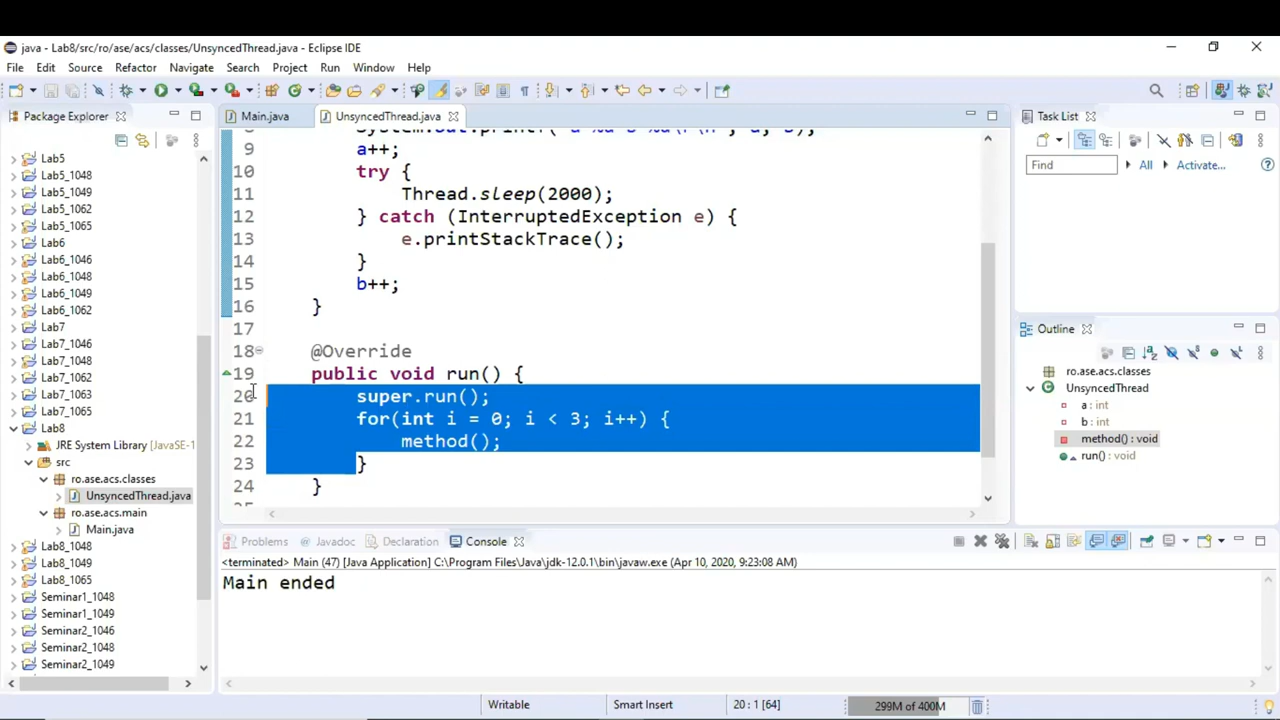 java - Lab8/src/ro/ase/acs/classes/UnsyncedThread.java - Eclipse IDE
File Edit Source Refactor Navigate Search Project Run Window Help
Package Explorer
Lab5
Lab5_1048
Lab5_1049
Lab5_1062
Lab5_1065
Lab6
Lab6_1046
Lab6_1048
Lab6_1049
Lab6_1062
Lab7
Lab7_1046
Lab7_1048
Lab7_1062
Lab7_1063
Lab7_1065
Lab8
JRE System Library [JavaSE-1
src
ro.ase.acs.classes
UnsyncedThread.java
ro.ase.acs.main
Main.java
Lab8_1048
Lab8_1049
Lab8_1065
Seminar1_1048
Seminar1_1049
Seminar2_1046
Seminar2_1048
Seminar2_1049
Main.java UnsyncedThread.java
9 a++;
10 try {
11 Thread.sleep(2000);
12 } catch (InterruptedException e) {
13 e.printStackTrace();
14 }
15 b++;
16 }
17
18 @Override
19 public void run() {
20 super.run();
21 for(int i = 0; i < 3; i++) {
22 method();
23 }
24 }
Task List
Find All Activate...
Outline
ro.ase.acs.classes
UnsyncedThread
a : int
b : int
method() : void
run() : void
Problems Javadoc Declaration Console
<terminated> Main (47) [Java Application] C:\Program Files\Java\jdk-12.0.1\bin\javaw.exe (Apr 10, 2020, 9:23:08 AM)
Main ended
Writable Smart Insert 20 : 1 [64] 299M of 400M